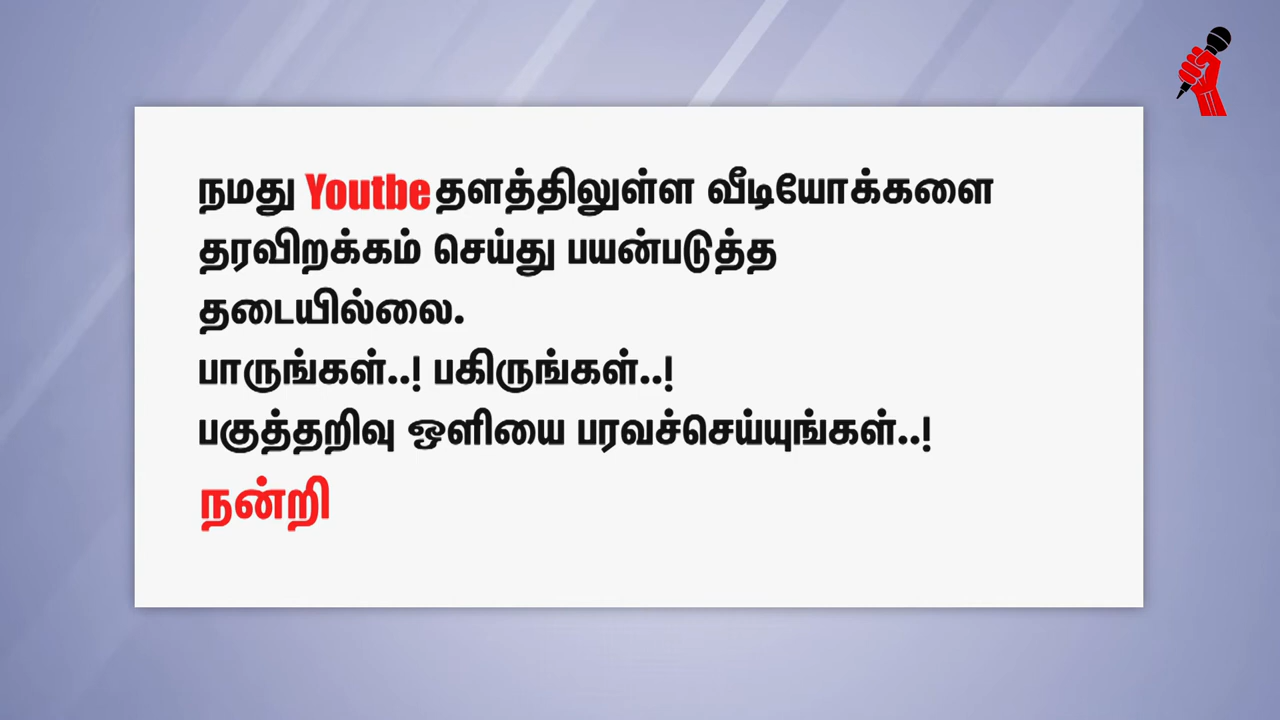 நமது Youtbe தளத்திலுள்ள வீடியோக்களை
தரவிறக்கம் செய்து பயன்படுத்த
தடையில்லை.
பாருங்கள்..! பகிருங்கள்..!
பகுத்தறிவு ஒளியை பரவச்செய்யுங்கள்..!
நன்றி